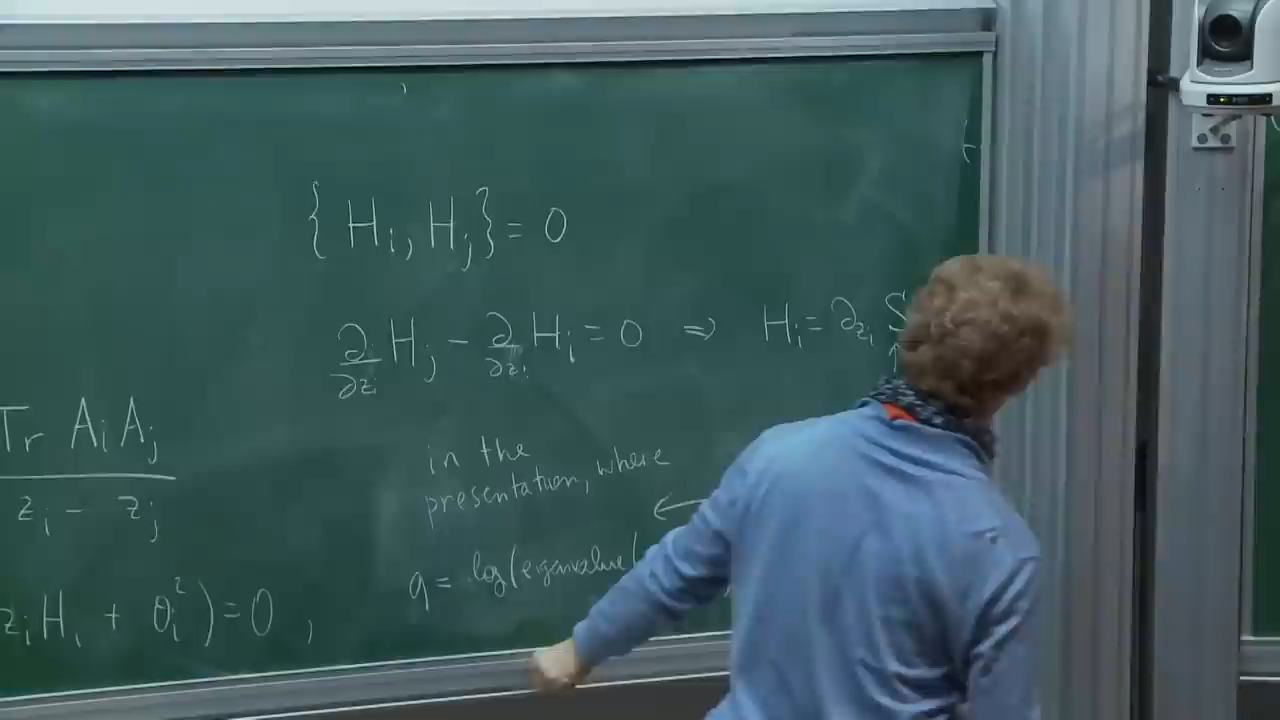 { H_i, H_j } = 0
∂/∂z_i H_j − ∂/∂z_i H_i = 0 ⇒ H_i = ∂_{z_i} S
Tr A_i A_j
z_i − z_j
in the
presentation, where
←
q = log(eigenvalue
z_i H_i + θ_i^2) = 0 ,